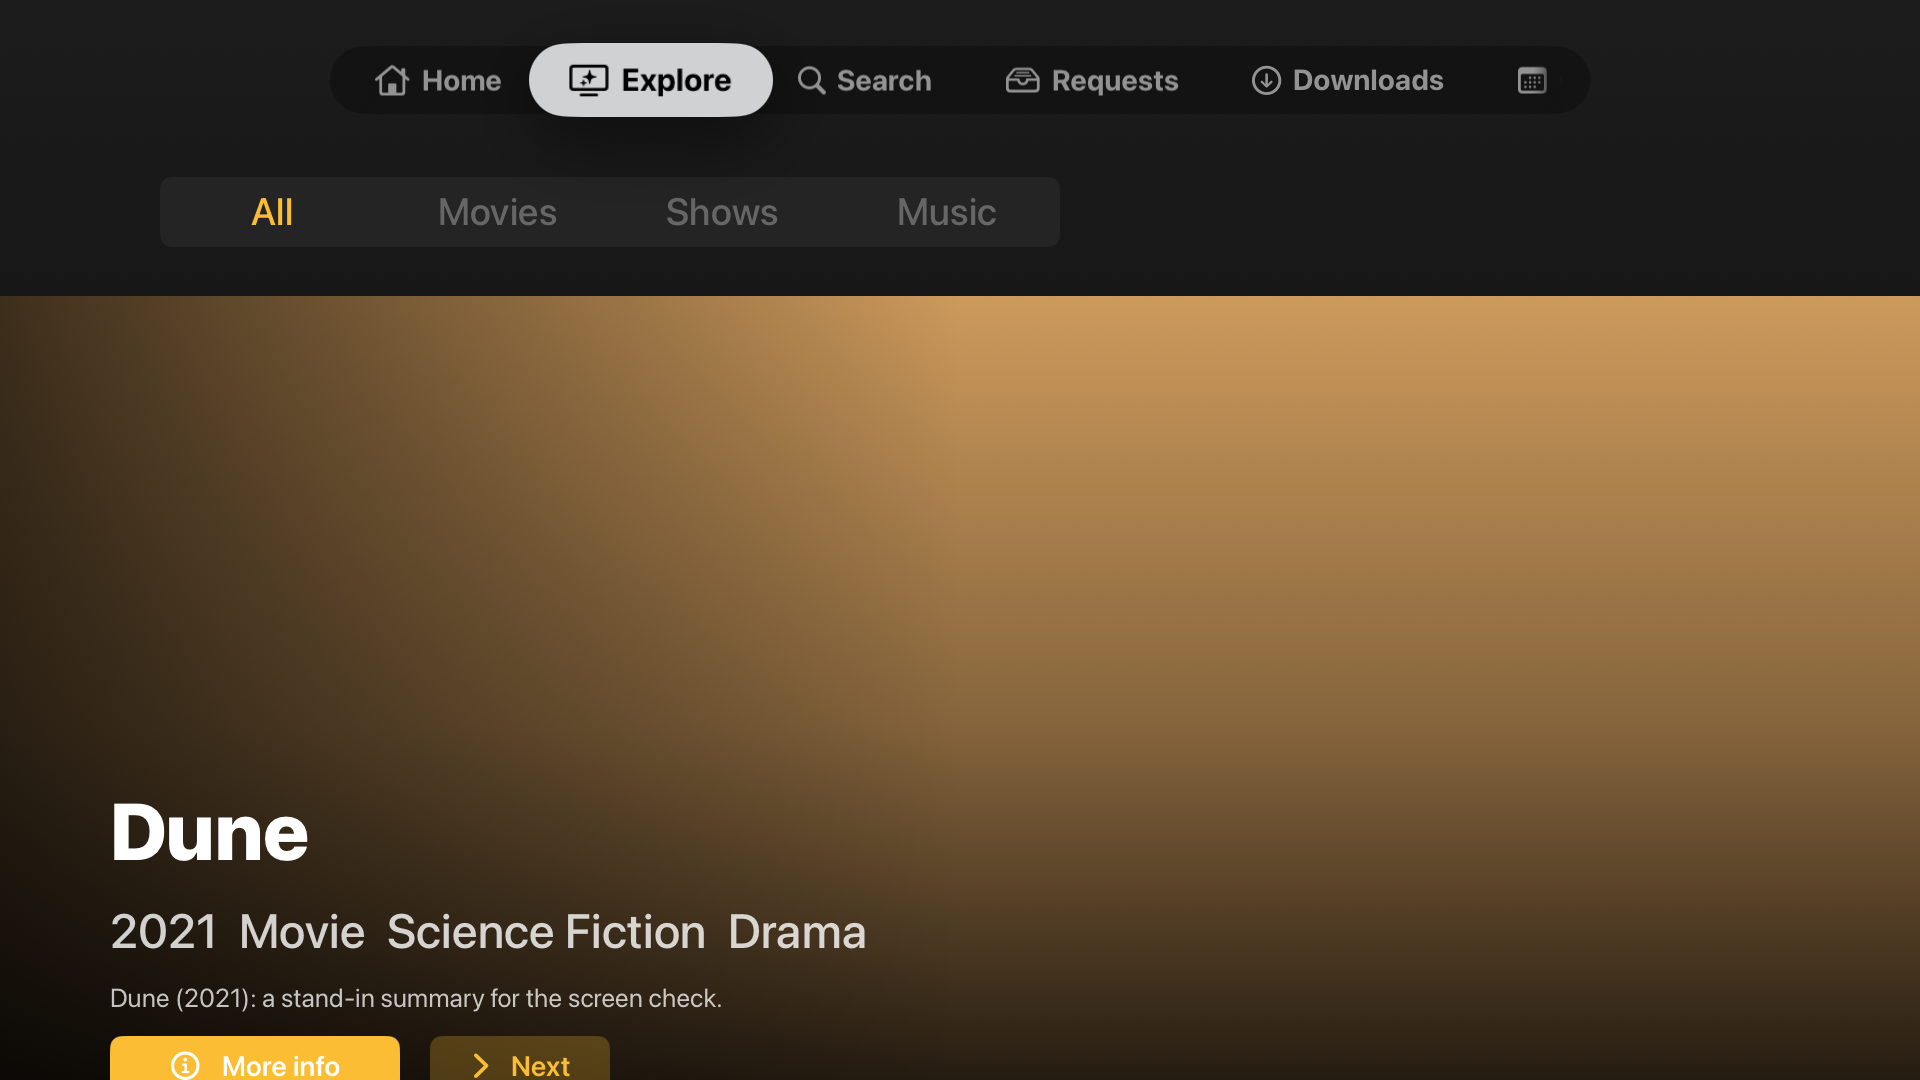 Home Explore Search Requests Downloads
All Movies Shows Music
Dune
2021 Movie Science Fiction Drama
Dune (2021): a stand-in summary for the screen check.
More info Next